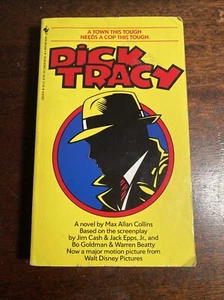 A TOWN THIS TOUGH
NEEDS A COP THIS TOUGH.
DICK
TRACY
A novel by Max Allan Collins
Based on the screenplay
by Jim Cash & Jack Epps, Jr., and
Bo Goldman & Warren Beatty
Now a major motion picture from
Walt Disney Pictures